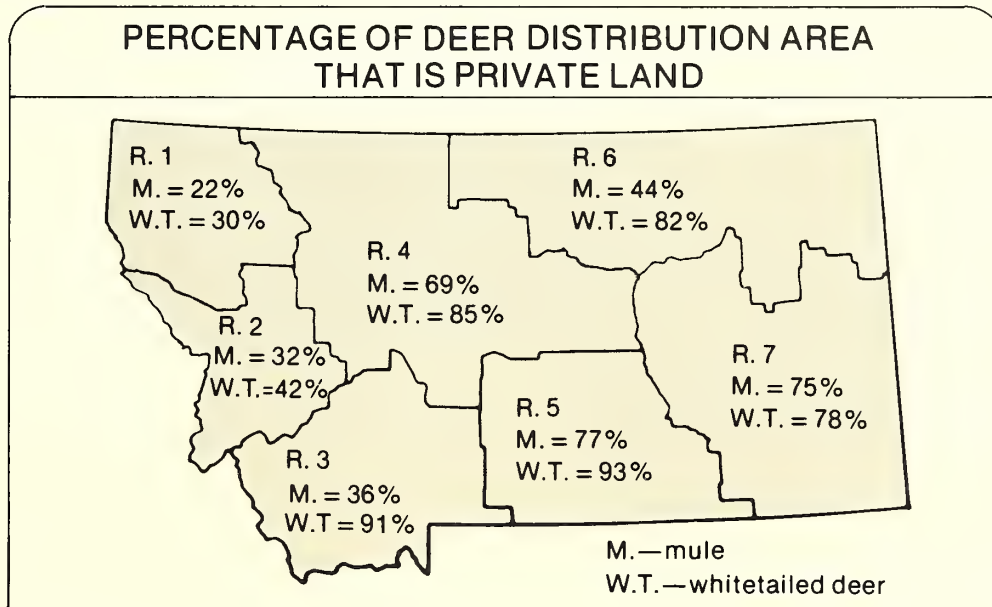 PERCENTAGE OF DEER DISTRIBUTION AREA
THAT IS PRIVATE LAND
R. 1
M. = 22%
W.T. = 30%
R. 6
M. = 44%
W.T. = 82%
R. 4
M. = 69%
W.T. = 85%
R. 2
M. = 32%
W.T.=42%
R. 7
M. = 75%
W.T. = 78%
R. 5
M. = 77%
W.T. = 93%
R. 3
M. = 36%
W.T = 91%
M.—mule
W.T.—whitetailed deer